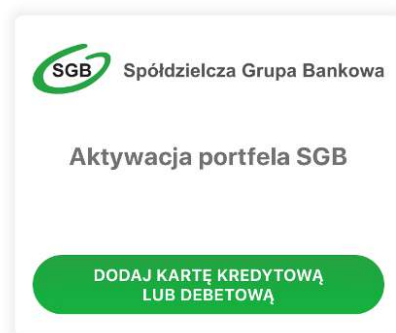 SGB Spółdzielcza Grupa Bankowa
Aktywacja portfela SGB
DODAJ KARTĘ KREDYTOWĄ
LUB DEBETOWĄ